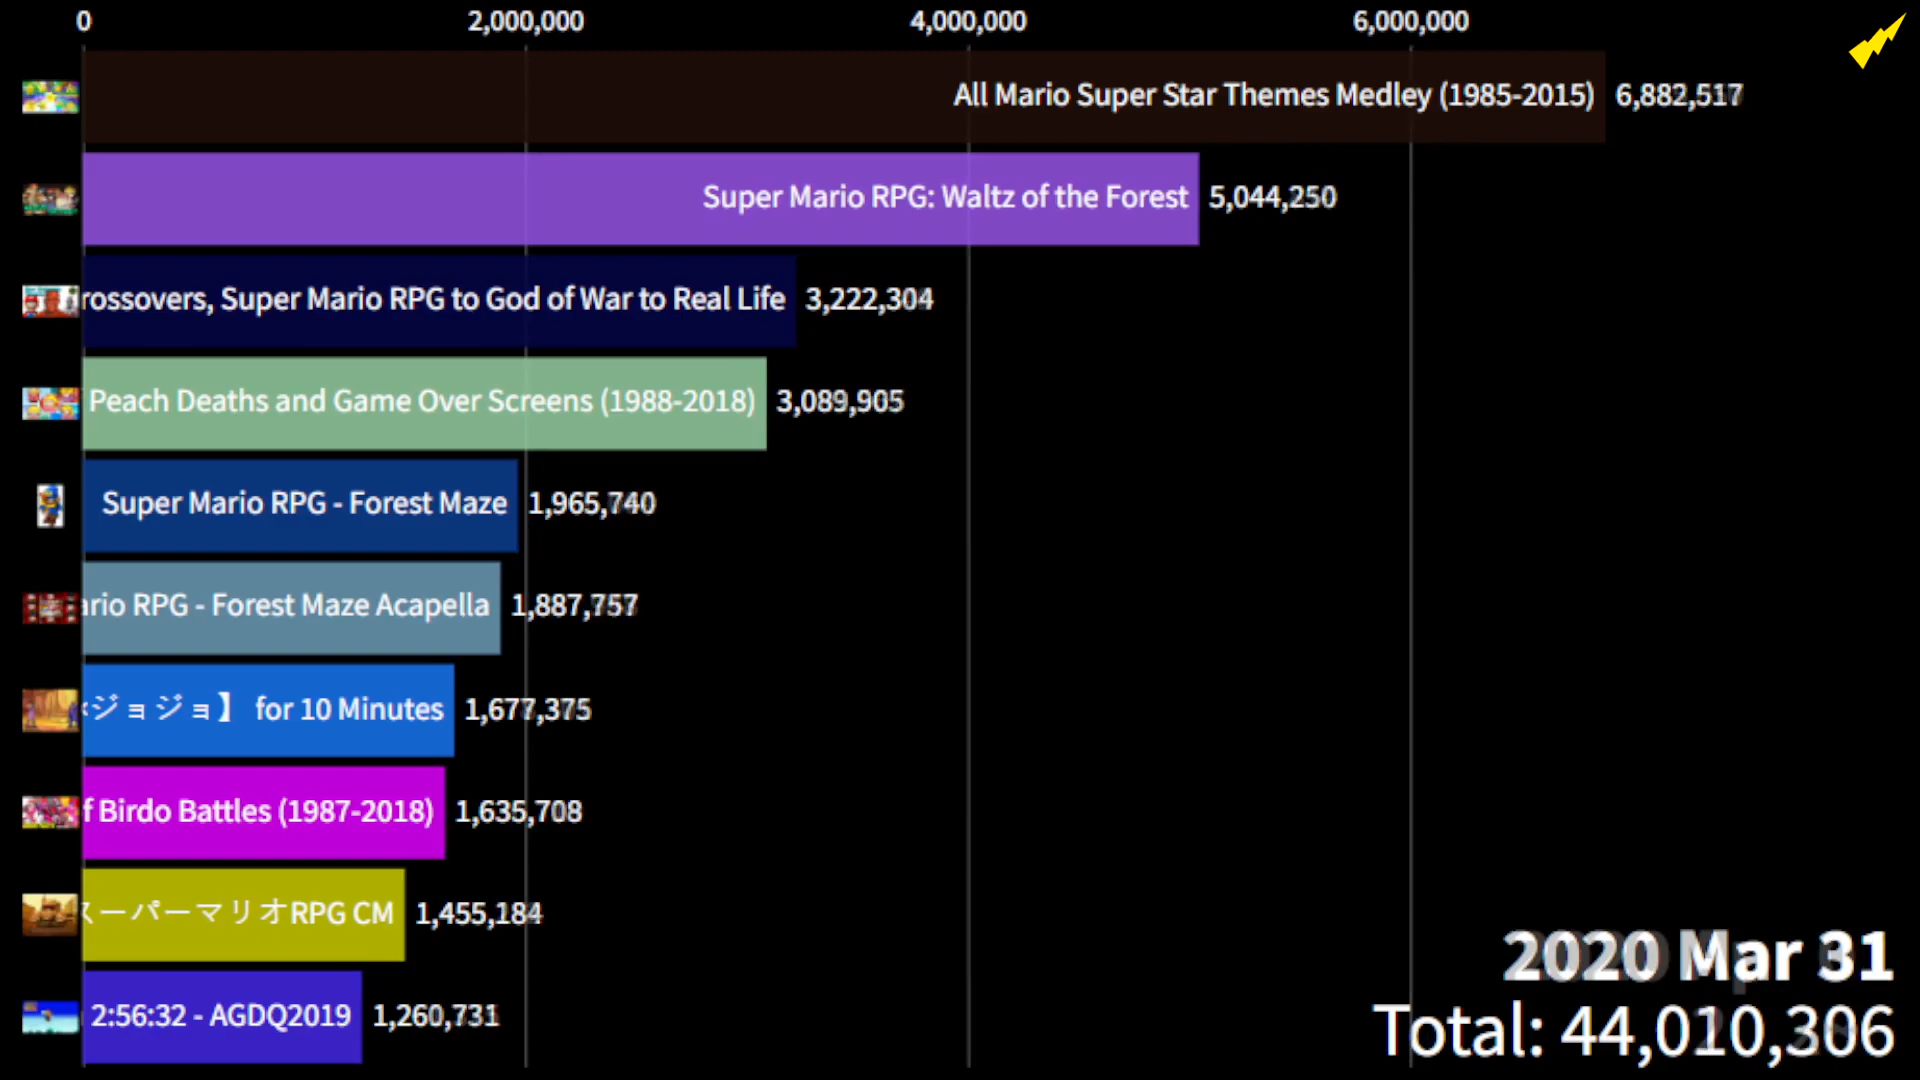 0 2,000,000 4,000,000 6,000,000
All Mario Super Star Themes Medley (1985-2015) 6,882,517
Super Mario RPG: Waltz of the Forest 5,044,250
rossovers, Super Mario RPG to God of War to Real Life 3,222,304
Peach Deaths and Game Over Screens (1988-2018) 3,089,905
Super Mario RPG - Forest Maze 1,965,740
ario RPG - Forest Maze Acapella 1,887,757
ジョジョ】 for 10 Minutes 1,677,375
f Birdo Battles (1987-2018) 1,635,708
スーパーマリオRPG CM 1,455,184
2:56:32 - AGDQ2019 1,260,731
2020 Mar 31
Total: 44,010,306